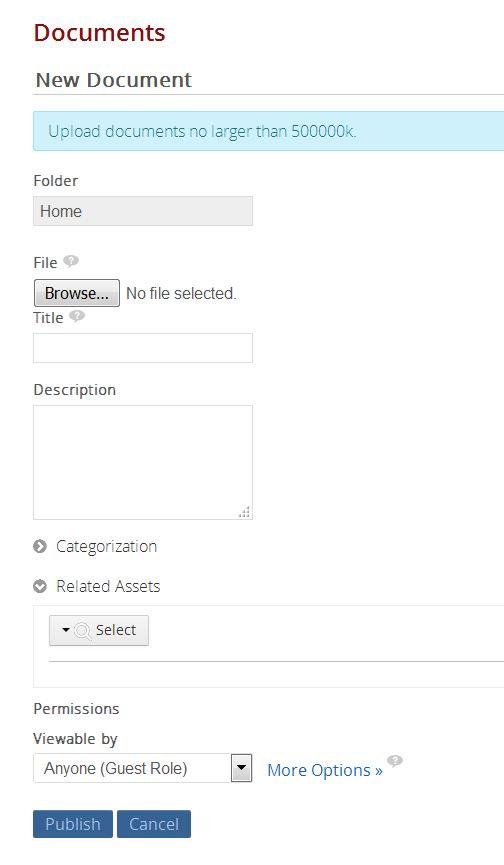 Documents
New Document
Upload documents no larger than 500000k.
Folder
Home
File ?
Browse... No file selected.
Title ?
Description
Categorization
Related Assets
Select
Permissions
Viewable by
Anyone (Guest Role) More Options » ?
Publish Cancel